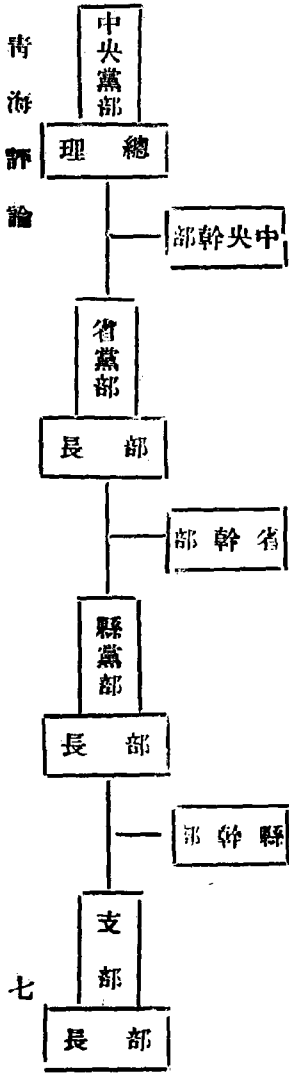 青海評論
中央黨部
總理
中央幹部
省黨部
部長
省幹部
縣黨部
部長
縣幹部
支部
部長
七